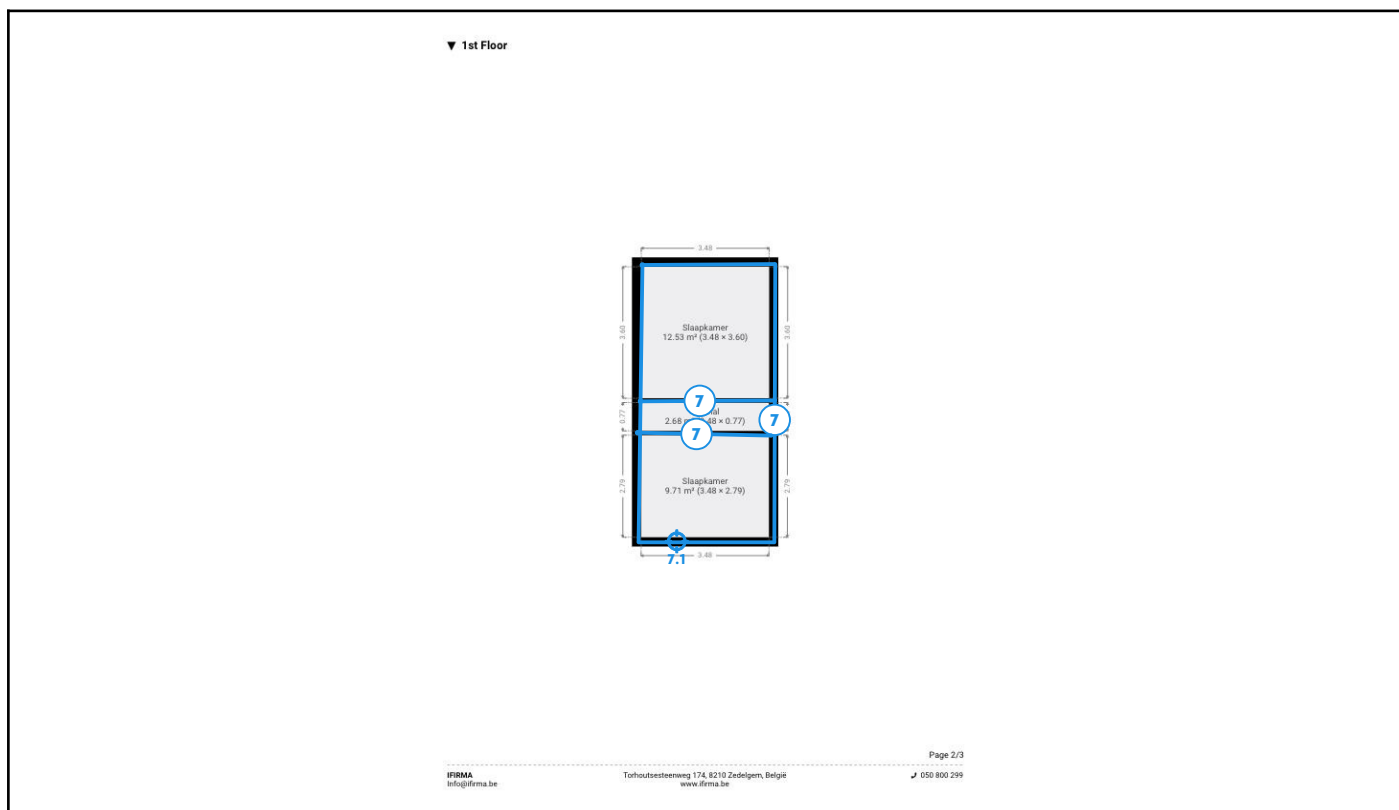 ▼ 1st Floor
3.48
Slaapkamer
12.53 m² (3.48 × 3.60)
3.60
3.60
7
0.77
2.68
48 × 0.77)
7
7
Slaapkamer
9.71 m² (3.48 × 2.79)
2.79
2.79
7.1
3.48
Page 2/3
IFIRMA
Info@ifirma.be
Torhoutsesteenweg 174, 8210 Zedelgem, België
www.ifirma.be
050 800 299